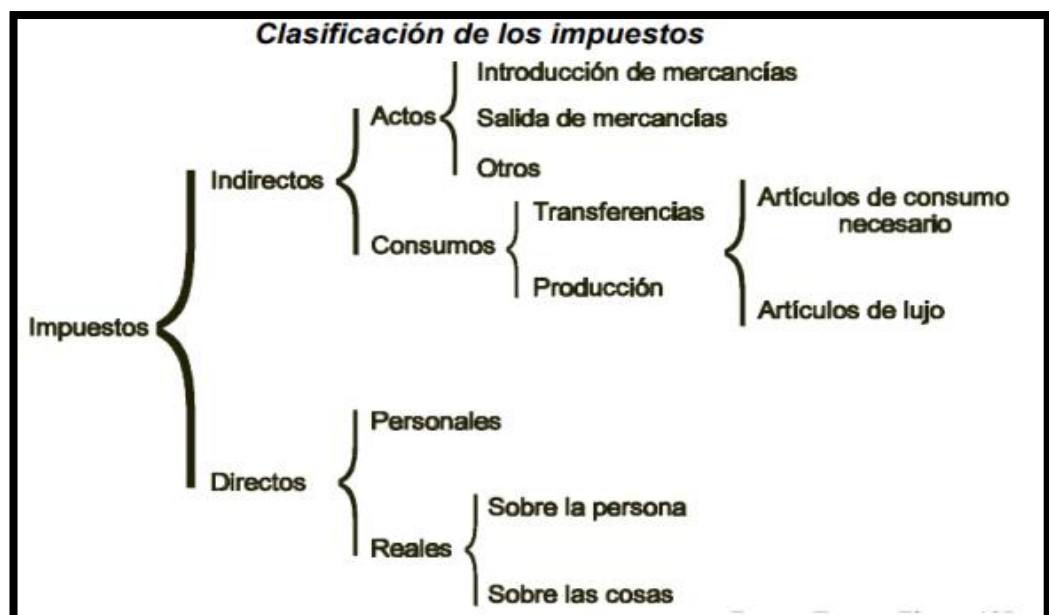 Clasificación de los impuestos
Introducción de mercancías
Actos
Salida de mercancías
Otros
Indirectos
Transferencias
Artículos de consumo
necesario
Consumos
Producción
Artículos de lujo
Impuestos
Personales
Directos
Sobre la persona
Reales
Sobre las cosas